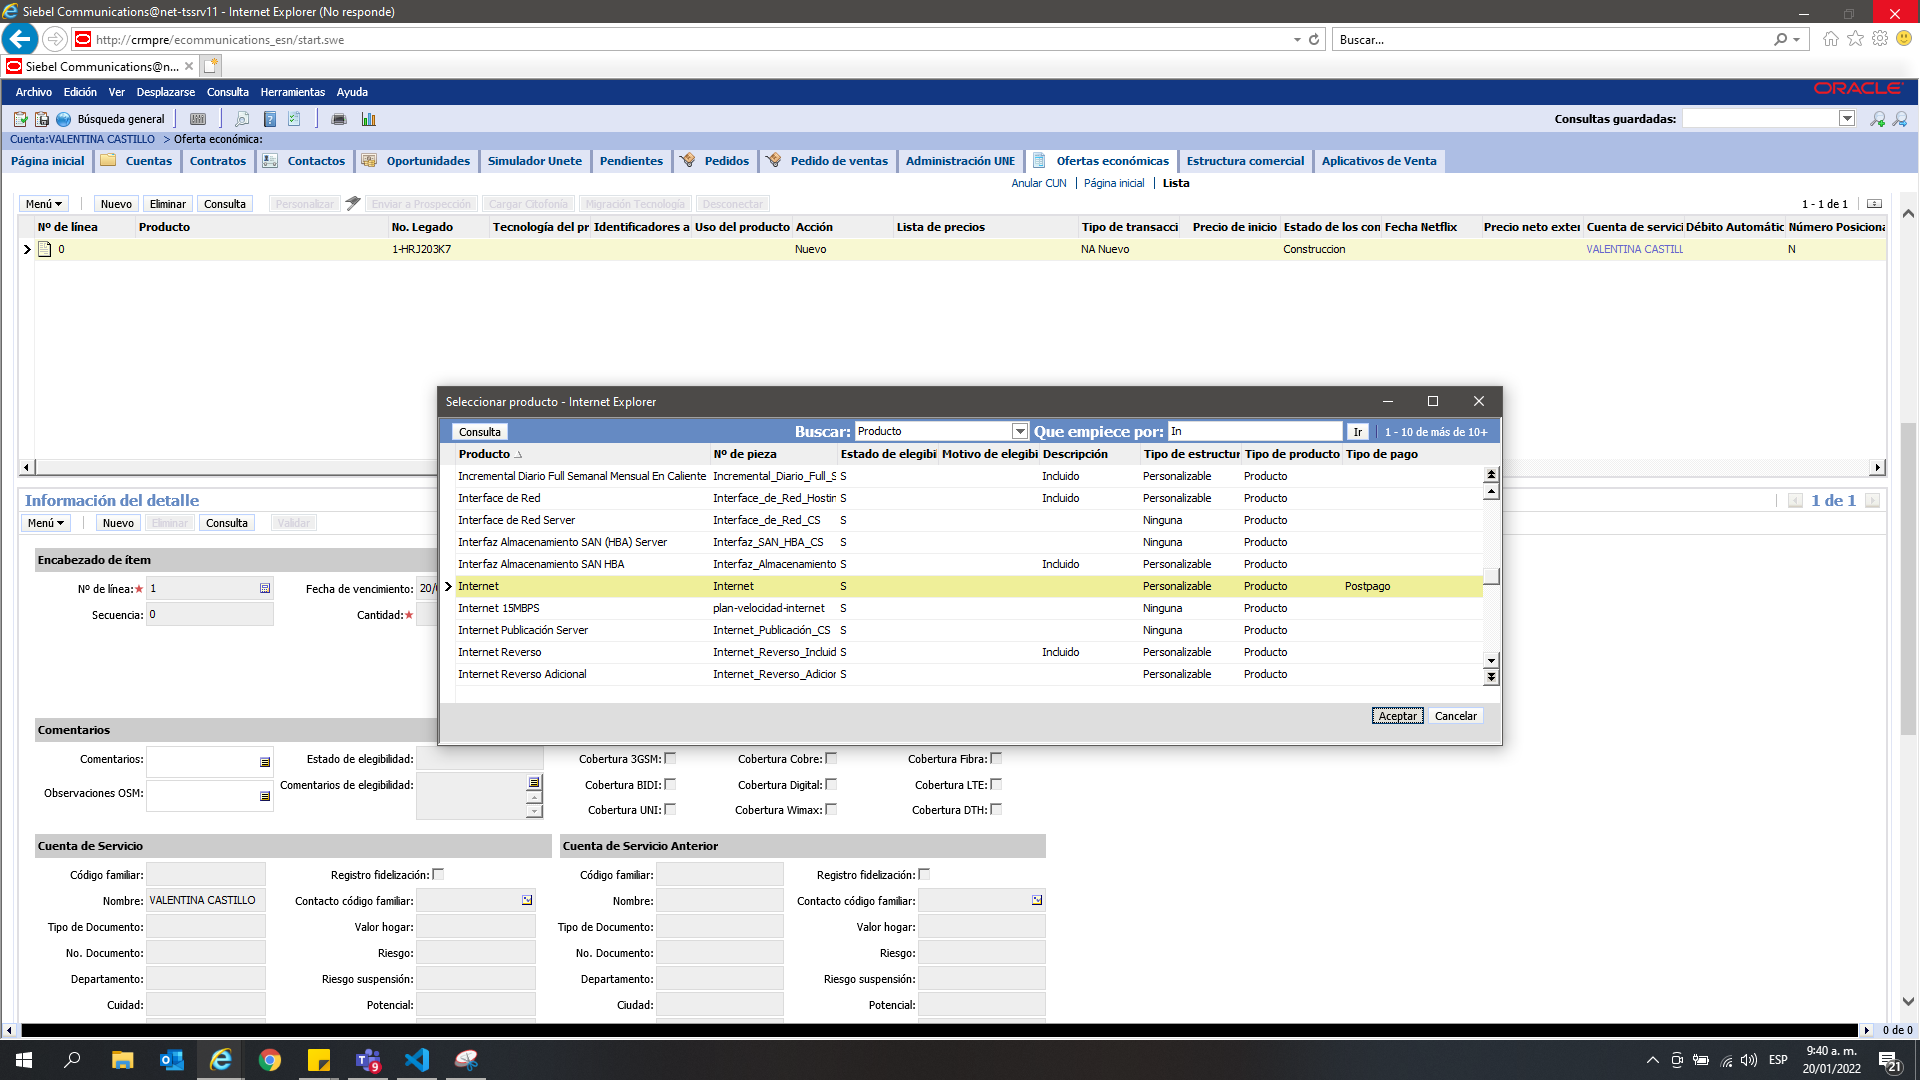 Siebel Communications@net-tssrv11 - Internet Explorer (No responde)
http://crmpre/ecommunications_esn/start.swe
Buscar...
Siebel Communications@n...
Archivo Edición Ver Desplazarse Consulta Herramientas Ayuda
ORACLE
Búsqueda general
Consultas guardadas:
Cuenta:VALENTINA CASTILLO > Oferta económica:
Página inicial Cuentas Contratos Contactos Oportunidades Simulador Unete Pendientes Pedidos Pedido de ventas Administración UNE Ofertas económicas Estructura comercial Aplicativos de Venta
Anular CUN | Página inicial | Lista
Menú Nuevo Eliminar Consulta Personalizar Enviar a Prospección Cargar Citofonía Migración Tecnología Desconectar 1 - 1 de 1
Nº de línea Producto No. Legado Tecnología del pr Identificadores a Uso del producto Acción Lista de precios Tipo de transacci Precio de inicio Estado de los con Fecha Netflix Precio neto exter Cuenta de servici Débito Automátic Número Posiciona
0 1-HRJ203K7 Nuevo NA Nuevo Construccion VALENTINA CASTILL N
Seleccionar producto - Internet Explorer
Consulta Buscar: Producto Que empiece por: In Ir 1 - 10 de más de 10+
Producto Nº de pieza Estado de elegibi Motivo de elegibi Descripción Tipo de estructur Tipo de producto Tipo de pago
Incremental Diario Full Semanal Mensual En Caliente Incremental_Diario_Full_S S Incluido Personalizable Producto
Interface de Red Interface_de_Red_Hostin S Incluido Personalizable Producto
Interface de Red Server Interface_de_Red_CS S Ninguna Producto
Interfaz Almacenamiento SAN (HBA) Server Interfaz_SAN_HBA_CS S Ninguna Producto
Interfaz Almacenamiento SAN HBA Interfaz_Almacenamiento S Incluido Personalizable Producto
Internet Internet S Personalizable Producto Postpago
Internet 15MBPS plan-velocidad-internet S Ninguna Producto
Internet Publicación Server Internet_Publicación_CS S Ninguna Producto
Internet Reverso Internet_Reverso_Incluid S Incluido Personalizable Producto
Internet Reverso Adicional Internet_Reverso_Adicior S Personalizable Producto
Aceptar Cancelar
Información del detalle 1 de 1
Menú Nuevo Eliminar Consulta Validar
Encabezado de ítem
Nº de línea:* 1 Fecha de vencimiento: 20/
Secuencia: 0 Cantidad:*
Comentarios
Comentarios: Estado de elegibilidad: Cobertura 3GSM: Cobertura Cobre: Cobertura Fibra:
Observaciones OSM: Comentarios de elegibilidad: Cobertura BIDI: Cobertura Digital: Cobertura LTE:
Cobertura UNI: Cobertura Wimax: Cobertura DTH:
Cuenta de Servicio Cuenta de Servicio Anterior
Código familiar: Registro fidelización: Código familiar: Registro fidelización:
Nombre: VALENTINA CASTILLO Contacto código familiar: Nombre: Contacto código familiar:
Tipo de Documento: Valor hogar: Tipo de Documento: Valor hogar:
No. Documento: Riesgo: No. Documento: Riesgo:
Departamento: Riesgo suspensión: Departamento: Riesgo suspensión:
Cuidad: Potencial: Ciudad: Potencial:
0 de 0
9
ESP
9:40 a. m.
20/01/2022
21